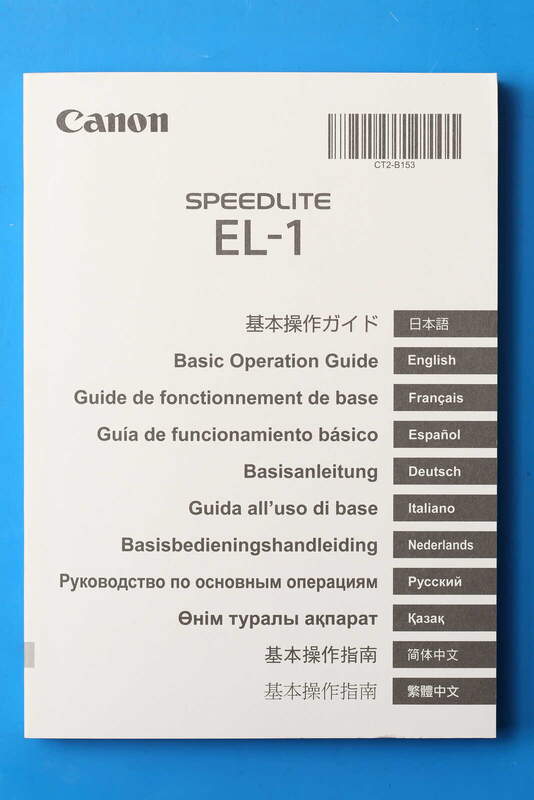 Canon
CT2-B153
SPEEDLITE
EL-1
基本操作ガイド 日本語
Basic Operation Guide English
Guide de fonctionnement de base Français
Guía de funcionamiento básico Español
Basisanleitung Deutsch
Guida all’uso di base Italiano
Basisbedieningshandleiding Nederlands
Руководство по основным операциям Русский
Өнім туралы ақпарат Қазақ
基本操作指南 简体中文
基本操作指南 繁體中文